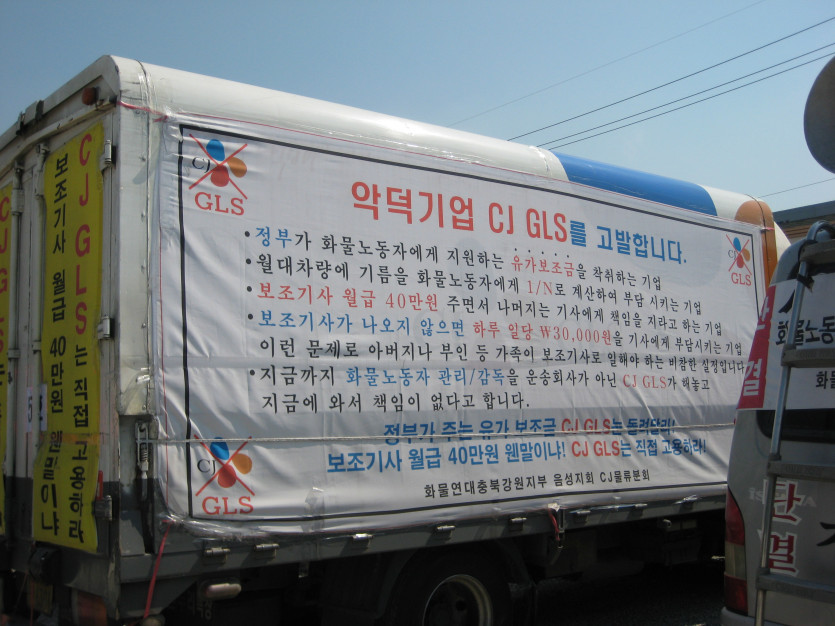 CJ GLS는 직접 고용하라
보조기사 월급 40만원 웬말이냐
CJ
GLS
악덕기업 CJ GLS를 고발합니다.
CJ
GLS
• 정부가 화물노동자에게 지원하는 유가보조금을 착취하는 기업
• 월대차량에 기름을 화물노동자에게 1/N로 계산하여 부담 시키는 기업
• 보조기사 월급 40만원 주면서 나머지는 기사에게 책임을 지라고 하는 기업
• 보조기사가 나오지 않으면 하루 일당 ₩30,000원을 기사에게 부담시키는 기업
이런 문제로 아버지나 부인 등 가족이 보조기사로 일해야 하는 비참한 실정입니다
• 지금까지 화물노동자 관리/감독을 운송회사가 아닌 CJ GLS가 해놓고
지금에 와서 책임이 없다고 합니다.
정부가 주는 유가 보조금 CJ GLS는 돌려달라!
보조기사 월급 40만원 웬말이냐! CJ GLS는 직접 고용하라!
CJ
GLS
화물연대충북강원지부 음성지회 CJ물류분회
화물노동
단결
단결